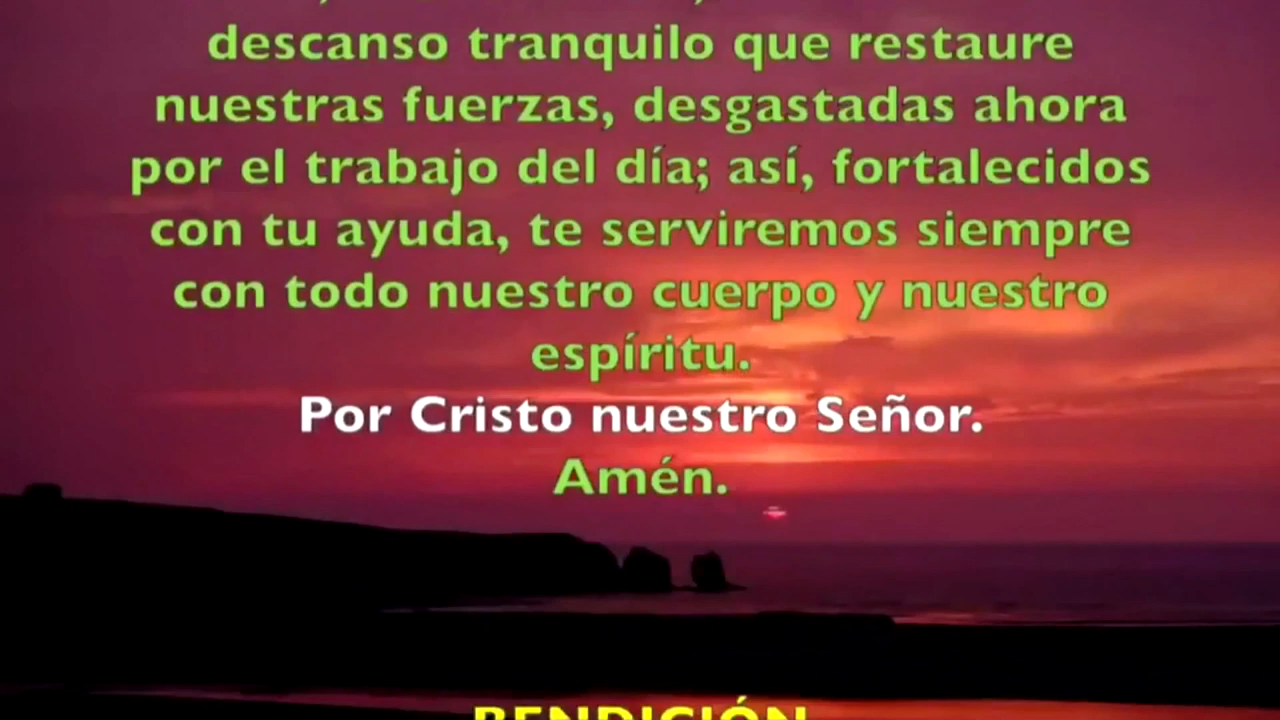 descanso tranquilo que restaure
nuestras fuerzas, desgastadas ahora
por el trabajo del día; así, fortalecidos
con tu ayuda, te serviremos siempre
con todo nuestro cuerpo y nuestro
espíritu.
Por Cristo nuestro Señor.
Amén.
BENDICIÓN